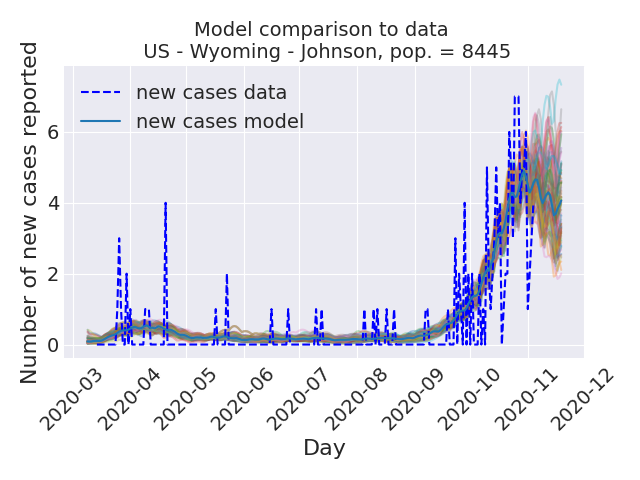 Model comparison to data
US - Wyoming - Johnson, pop. = 8445
Number of new cases reported
new cases data
new cases model
6
4
2
0
2020-03
2020-04
2020-05
2020-06
2020-07
2020-08
2020-09
2020-10
2020-11
2020-12
Day